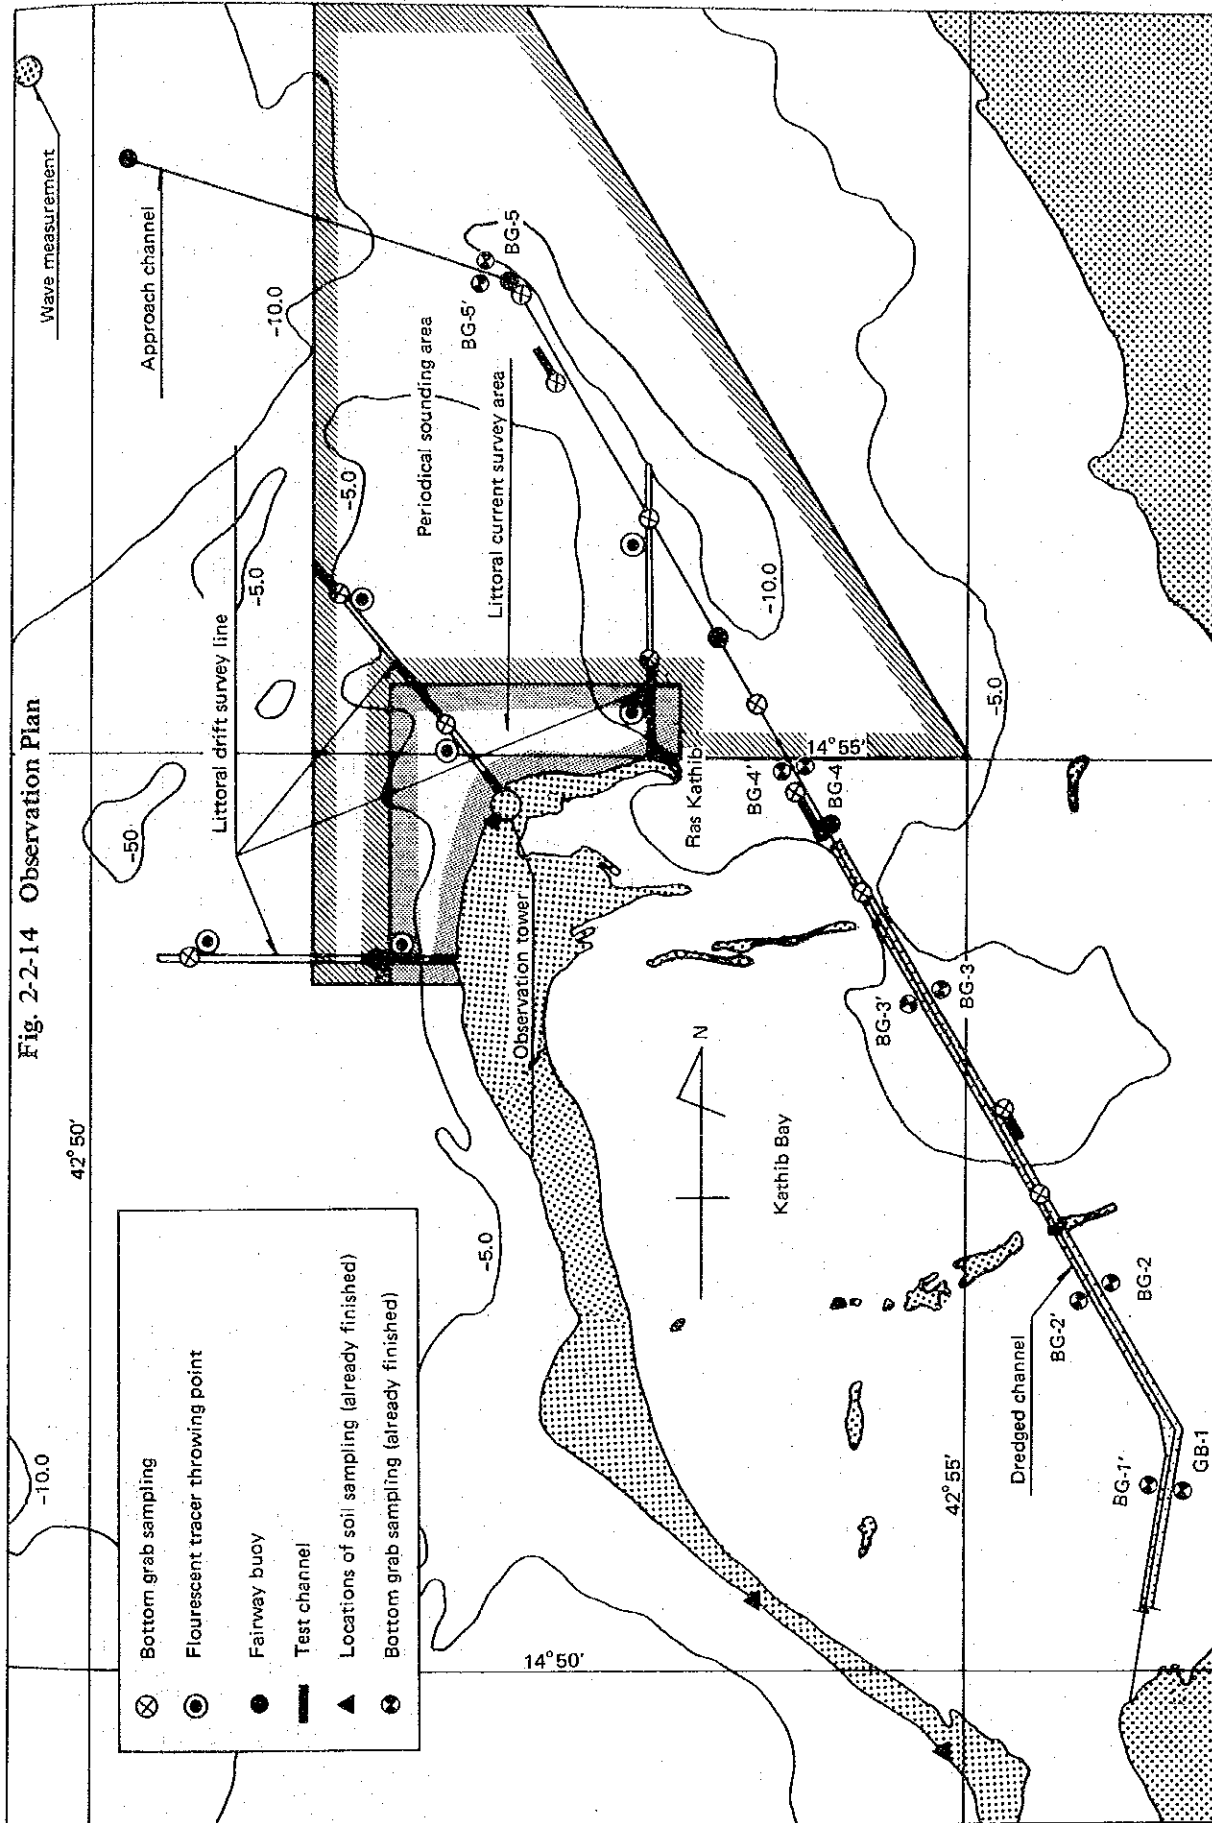 Fig. 2-2-14 Observation Plan
Wave measurement
Approach channel
Littoral drift survey line
-10.0
-5.0
-5.0
-50
Periodical sounding area
Littoral current survey area
BG-5'
BG-5
-10.0
-5.0
14°55'
Ras Kathib
BG-4'
BG-4
Observation tower
BG-3'
BG-3
N
Kathib Bay
42°50'
-5.0
-10.0
Bottom grab sampling
Flourescent tracer throwing point
Fairway buoy
Test channel
Locations of soil sampling (already finished)
Bottom grab sampling (already finished)
14°50'
42°55'
Dredged channel
BG-2'
BG-2
BG-1'
GB-1